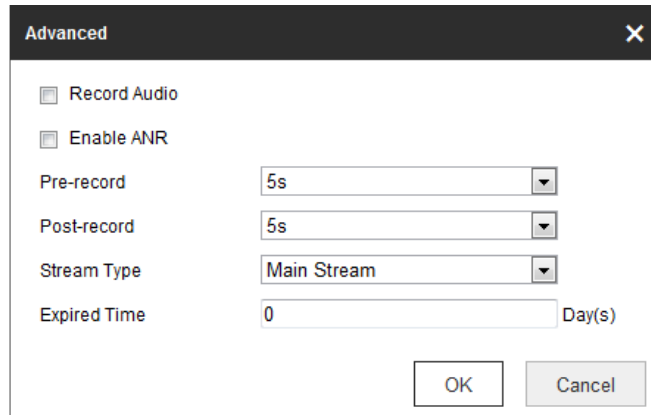 Advanced
Record Audio
Enable ANR
Pre-record 5s
Post-record 5s
Stream Type Main Stream
Expired Time 0 Day(s)
OK Cancel